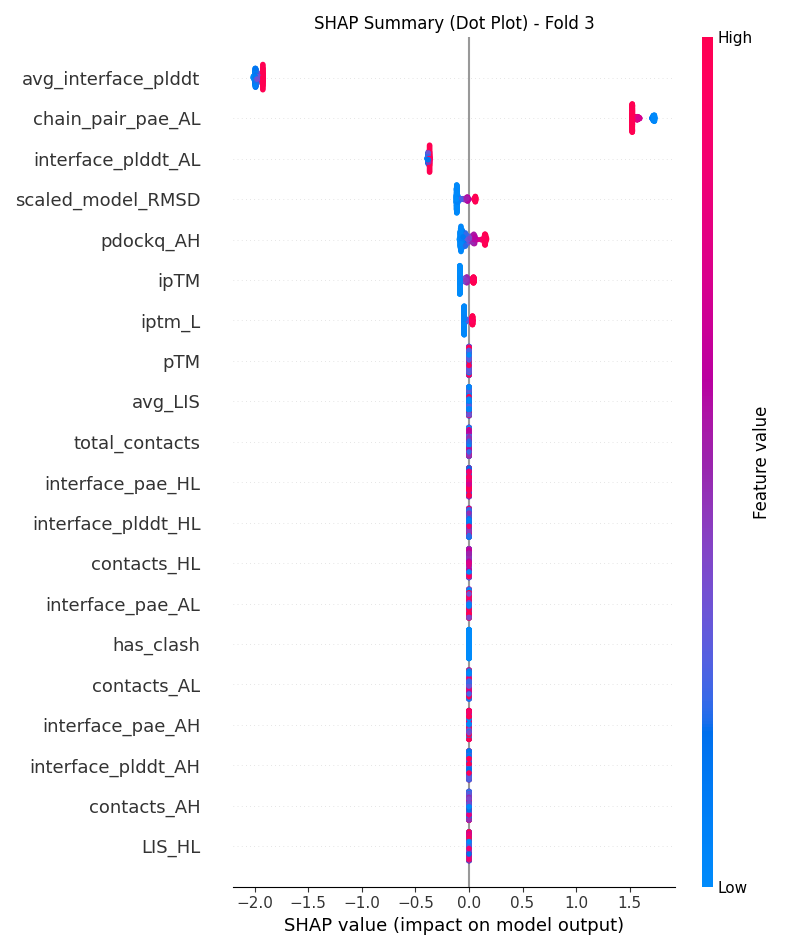 SHAP Summary (Dot Plot) - Fold 3
High
avg_interface_plddt
chain_pair_pae_AL
interface_plddt_AL
scaled_model_RMSD
pdockq_AH
ipTM
iptm_L
pTM
avg_LIS
total_contacts
interface_pae_HL
interface_plddt_HL
contacts_HL
interface_pae_AL
has_clash
contacts_AL
interface_pae_AH
interface_plddt_AH
contacts_AH
LIS_HL
Feature value
Low
−2.0 −1.5 −1.0 −0.5 0.0 0.5 1.0 1.5
SHAP value (impact on model output)